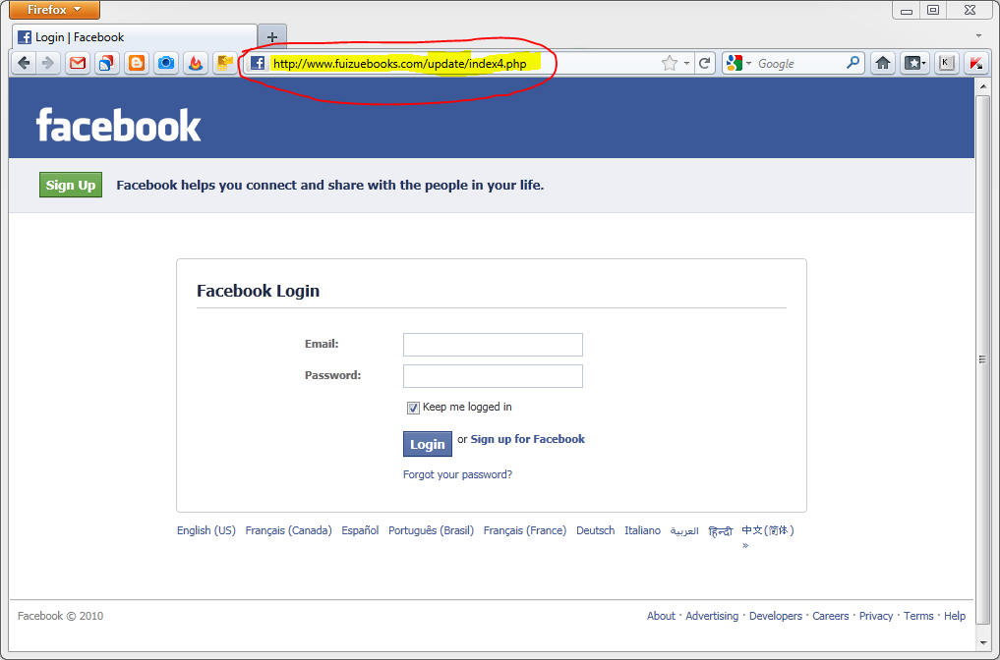 Firefox
Login | Facebook
http://www.fuizuebooks.com/update/index4.php
Google
facebook
Sign Up Facebook helps you connect and share with the people in your life.
Facebook Login
Email:
Password:
Keep me logged in
Login or Sign up for Facebook
Forgot your password?
English (US) Français (Canada) Español Português (Brasil) Français (France) Deutsch Italiano العربية हिन्दी 中文(简体)
»
Facebook © 2010
About · Advertising · Developers · Careers · Privacy · Terms · Help